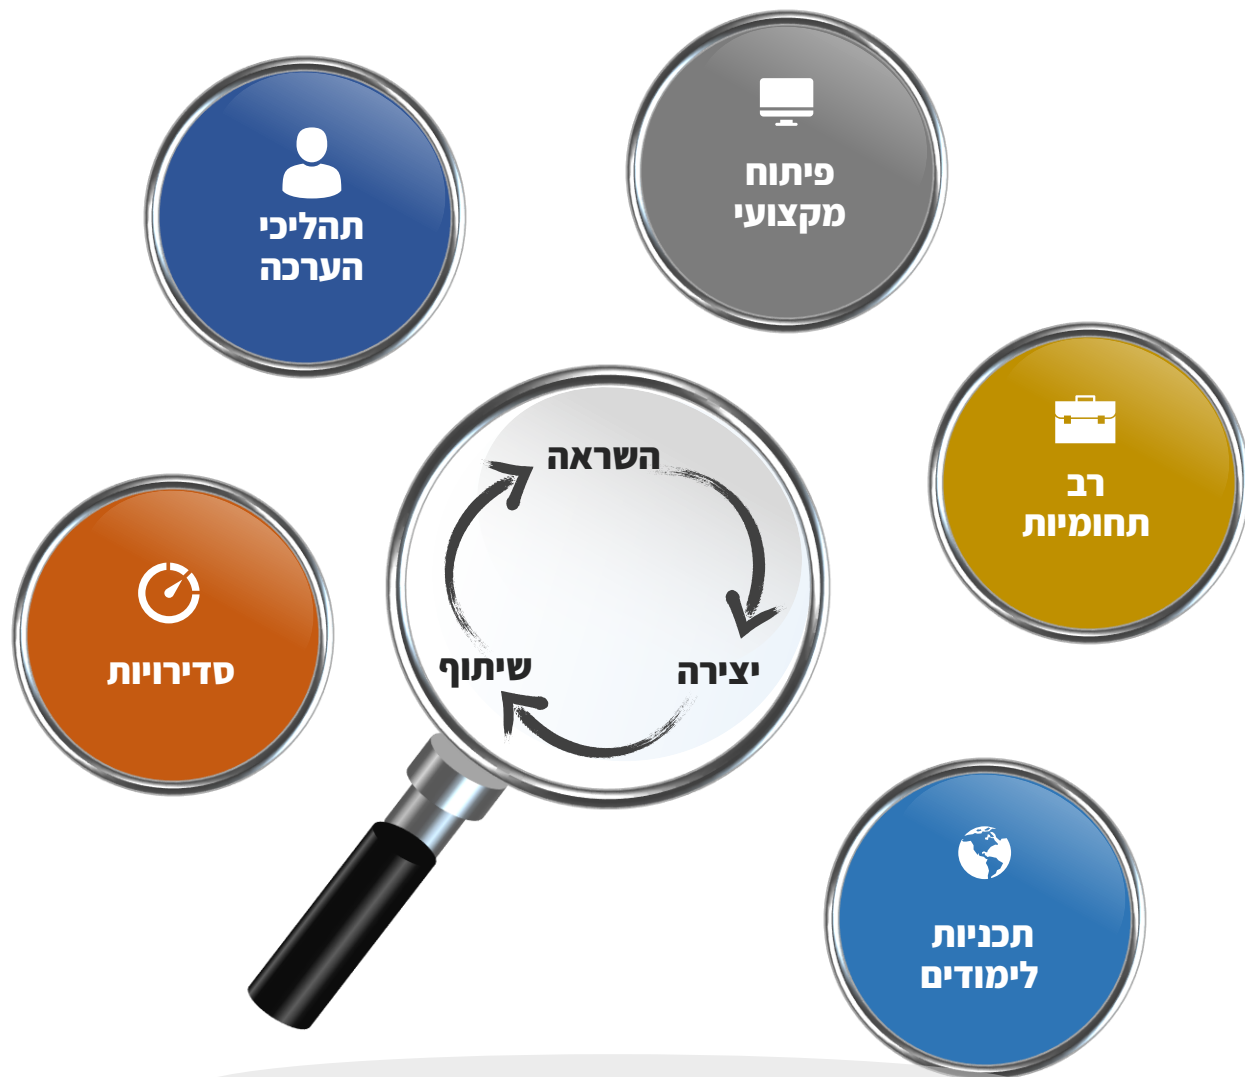 פיתוח
מקצועי
תהליכי
הערכה
רב
תחומיות
השראה
יצירה
שיתוף
סדירויות
תכניות
לימודים